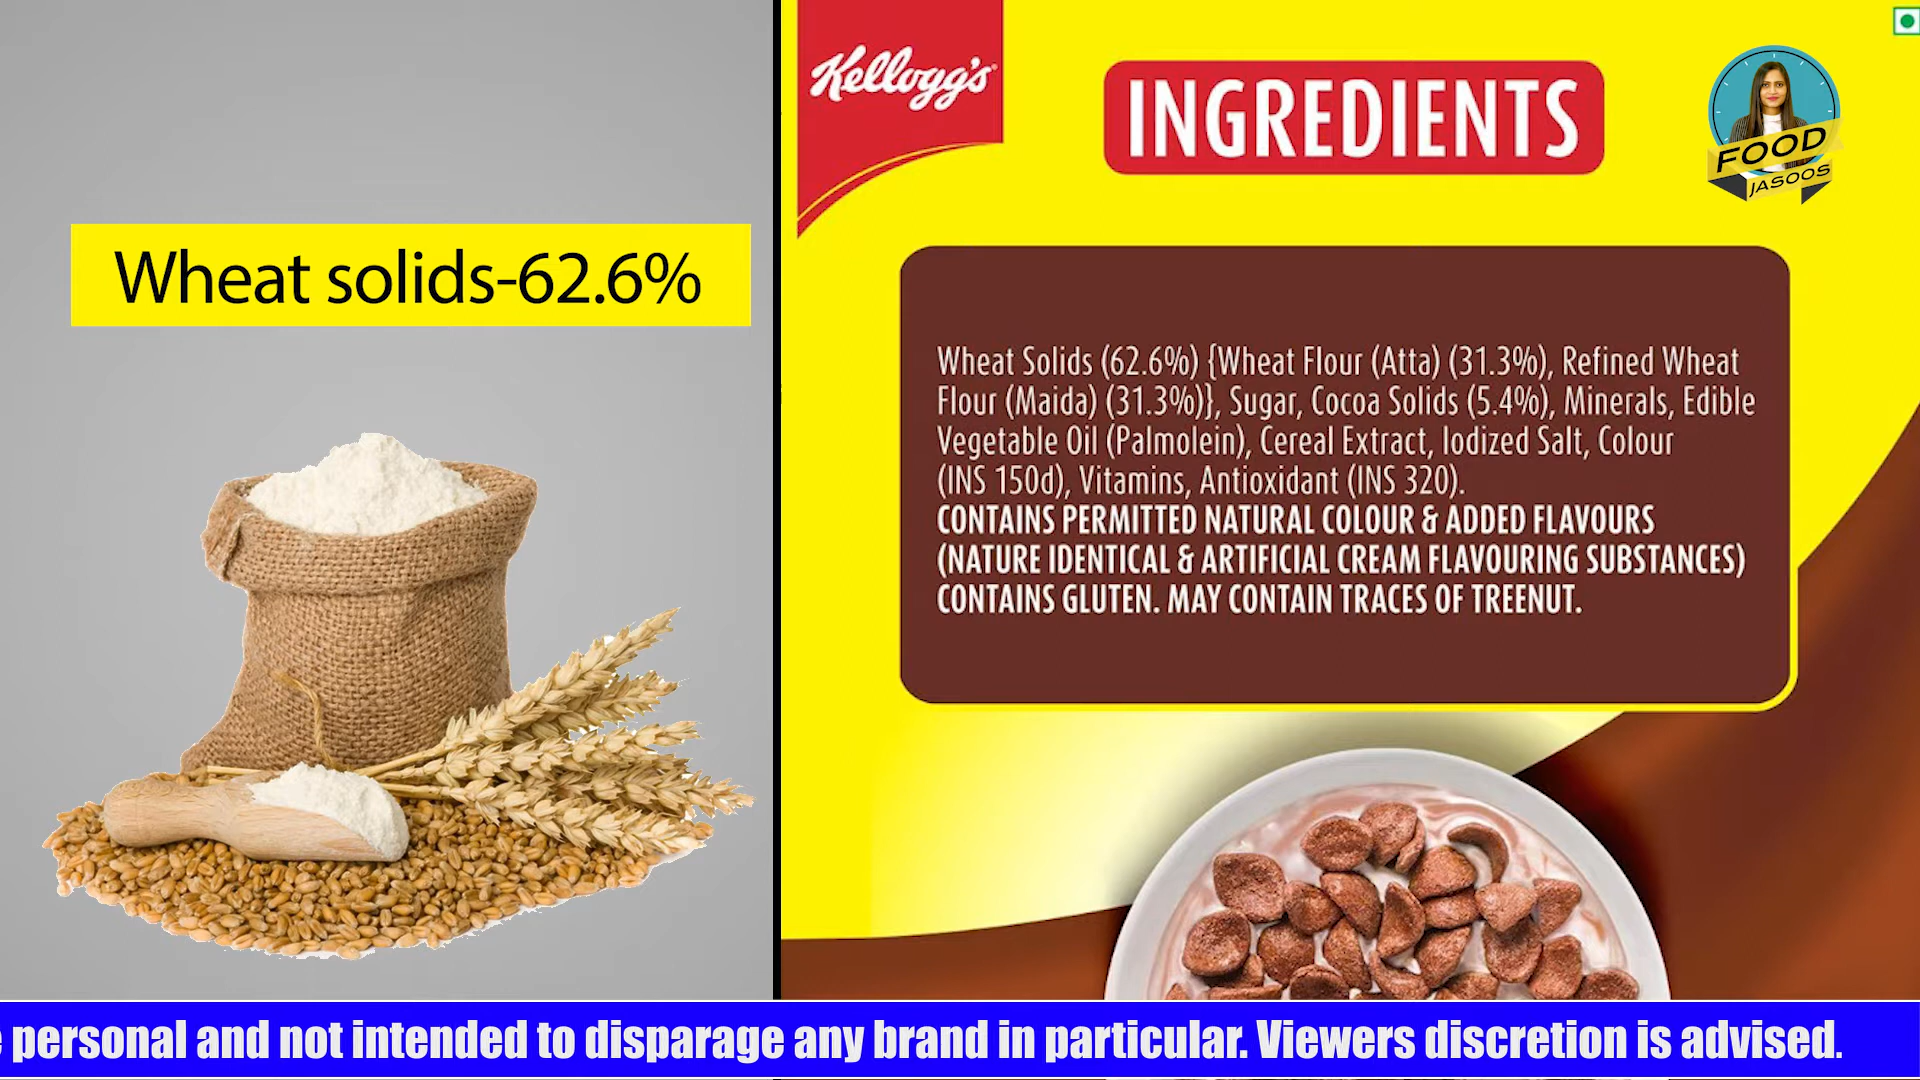 Wheat solids-62.6%
Kellogg's
INGREDIENTS
FOOD
JASOOS
Wheat Solids (62.6%) {Wheat Flour (Atta) (31.3%), Refined Wheat
Flour (Maida) (31.3%)}, Sugar, Cocoa Solids (5.4%), Minerals, Edible
Vegetable Oil (Palmolein), Cereal Extract, Iodized Salt, Colour
(INS 150d), Vitamins, Antioxidant (INS 320).
CONTAINS PERMITTED NATURAL COLOUR & ADDED FLAVOURS
(NATURE IDENTICAL & ARTIFICIAL CREAM FLAVOURING SUBSTANCES)
CONTAINS GLUTEN. MAY CONTAIN TRACES OF TREENUT.
personal and not intended to disparage any brand in particular. Viewers discretion is advised.